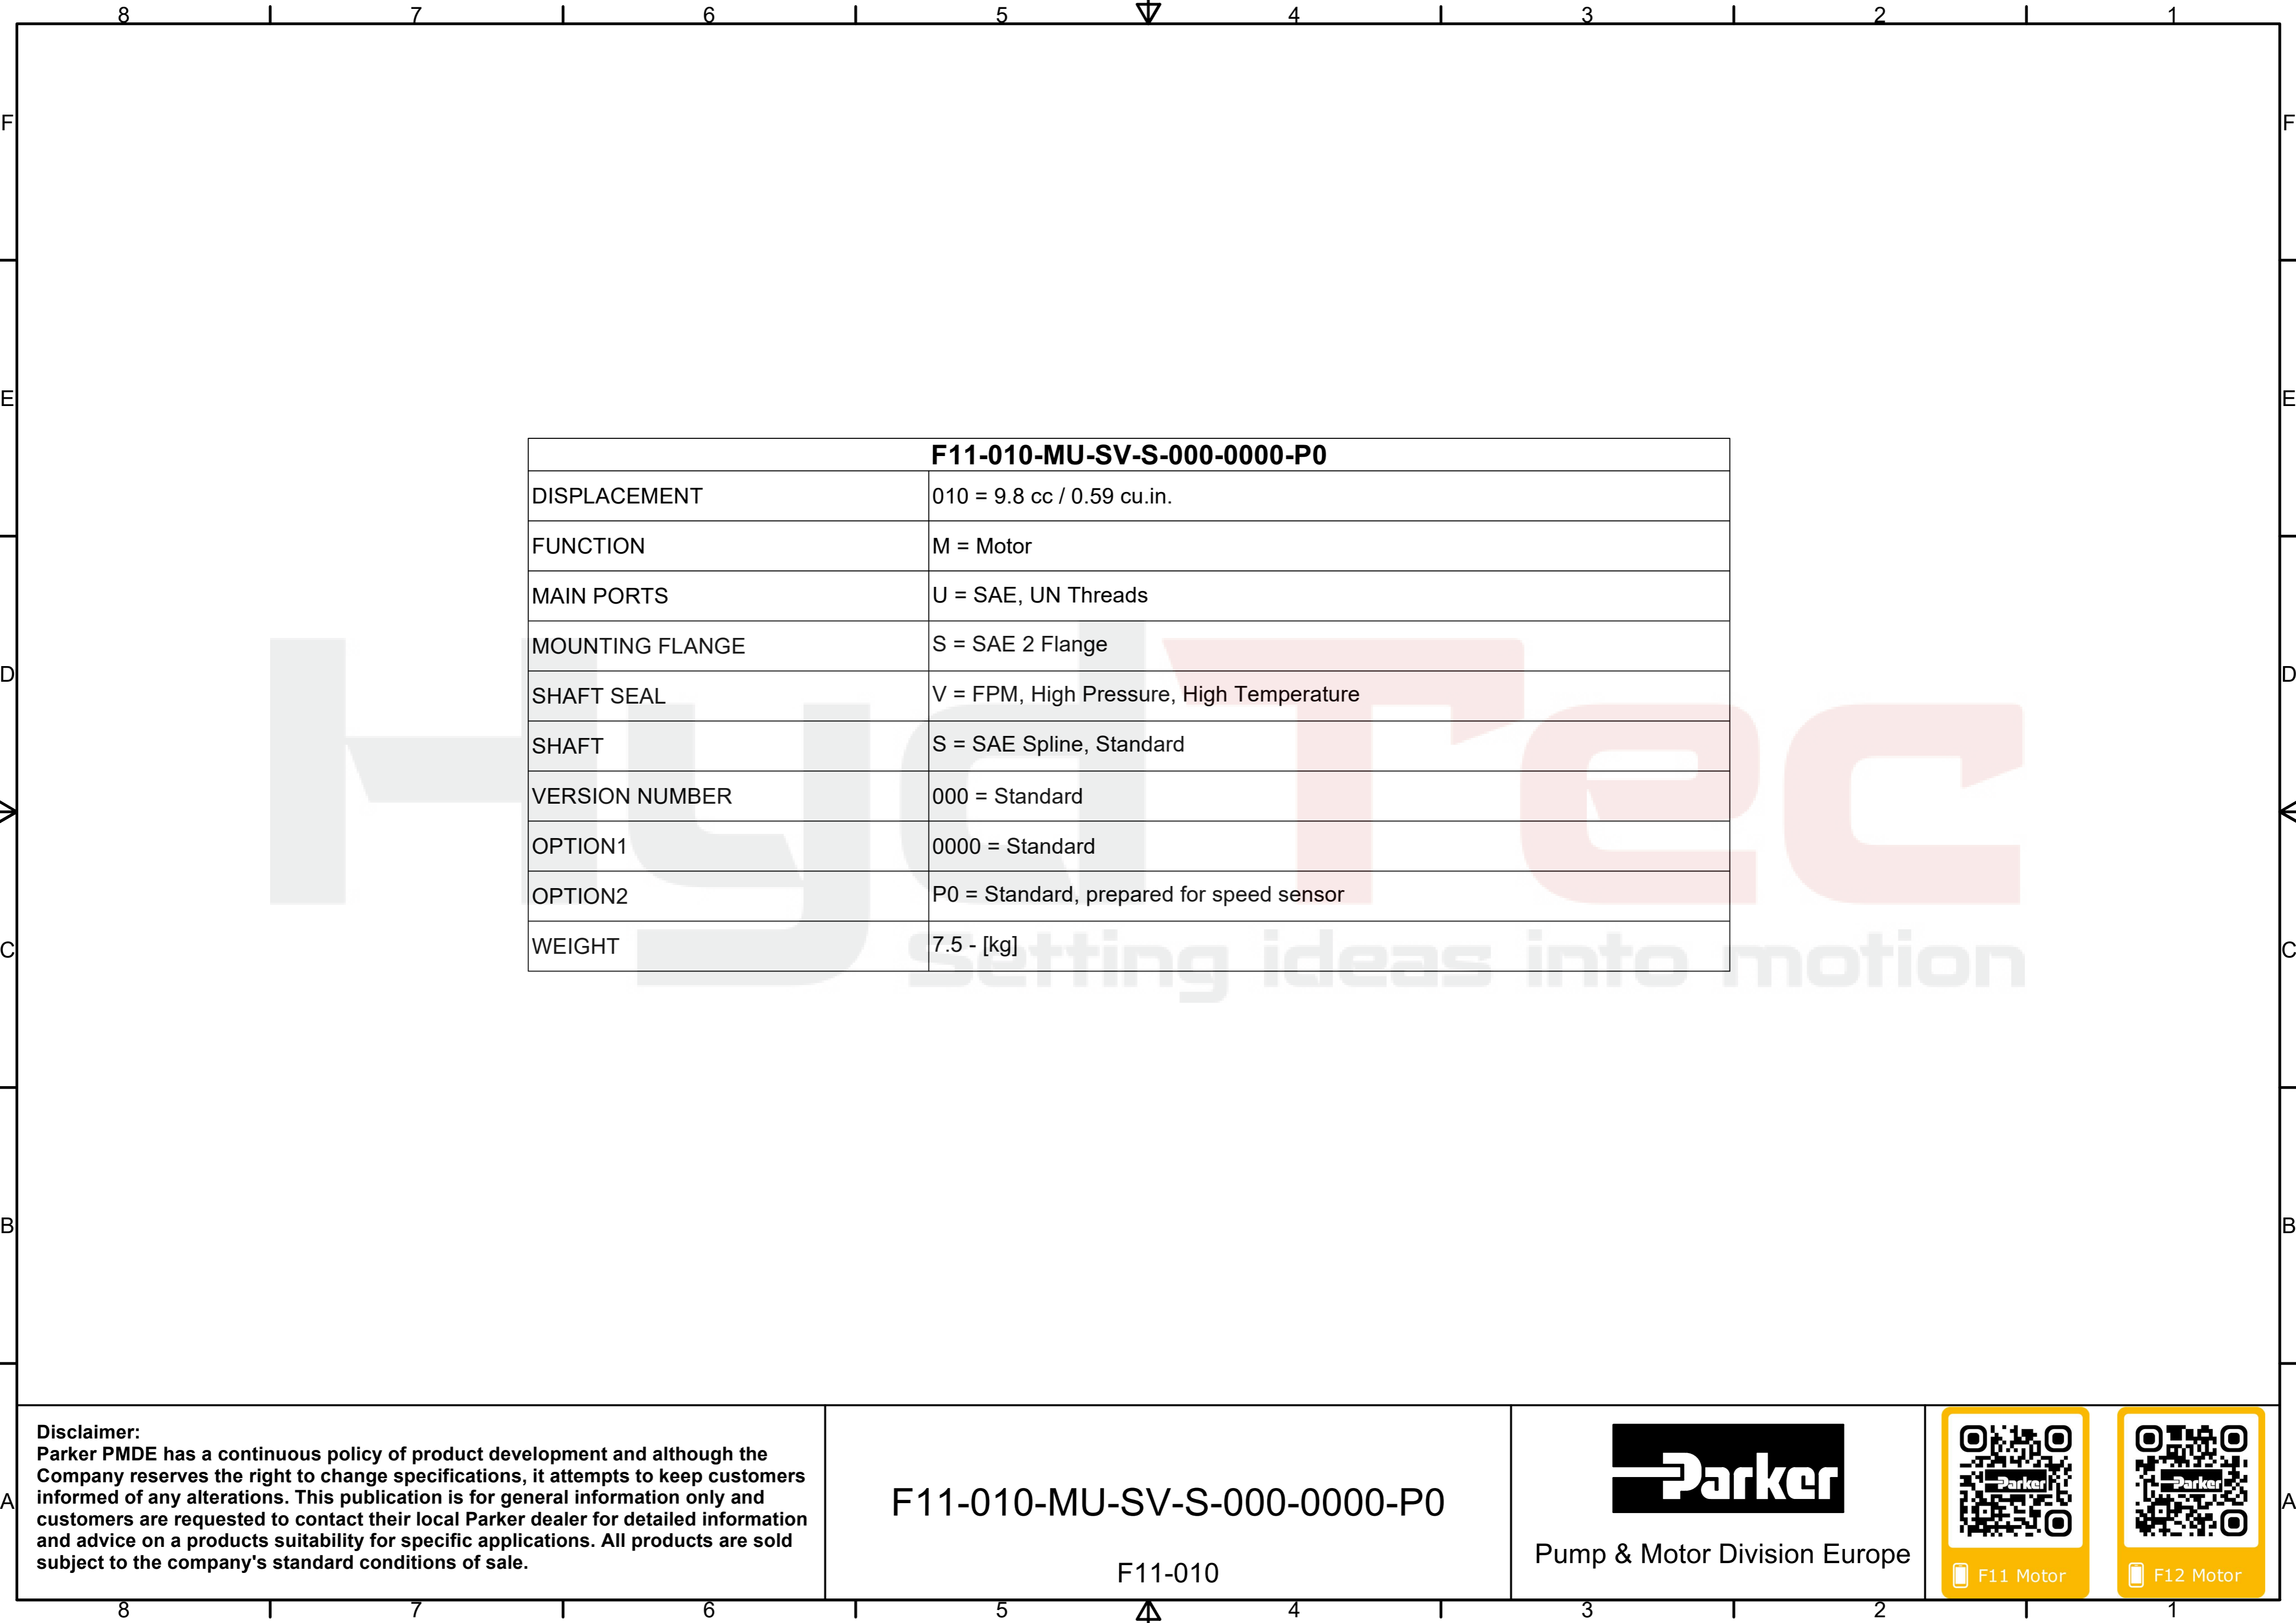 8 7 6 5 4 3 2 1
F F
E E
F11-010-MU-SV-S-000-0000-P0
DISPLACEMENT 010 = 9.8 cc / 0.59 cu.in.
FUNCTION M = Motor
MAIN PORTS U = SAE, UN Threads
MOUNTING FLANGE S = SAE 2 Flange
D D
SHAFT SEAL V = FPM, High Pressure, High Temperature
SHAFT S = SAE Spline, Standard
VERSION NUMBER 000 = Standard
OPTION1 0000 = Standard
OPTION2 P0 = Standard, prepared for speed sensor
WEIGHT 7.5 - [kg]
HydTec
Setting ideas into motion
C C
B B
Disclaimer:
Parker PMDE has a continuous policy of product development and although the
Company reserves the right to change specifications, it attempts to keep customers
informed of any alterations. This publication is for general information only and
customers are requested to contact their local Parker dealer for detailed information
and advice on a products suitability for specific applications. All products are sold
subject to the company's standard conditions of sale.
A A
F11-010-MU-SV-S-000-0000-P0
F11-010
Parker
Pump & Motor Division Europe
Parker
F11 Motor
Parker
F12 Motor
8 7 6 5 4 3 2 1